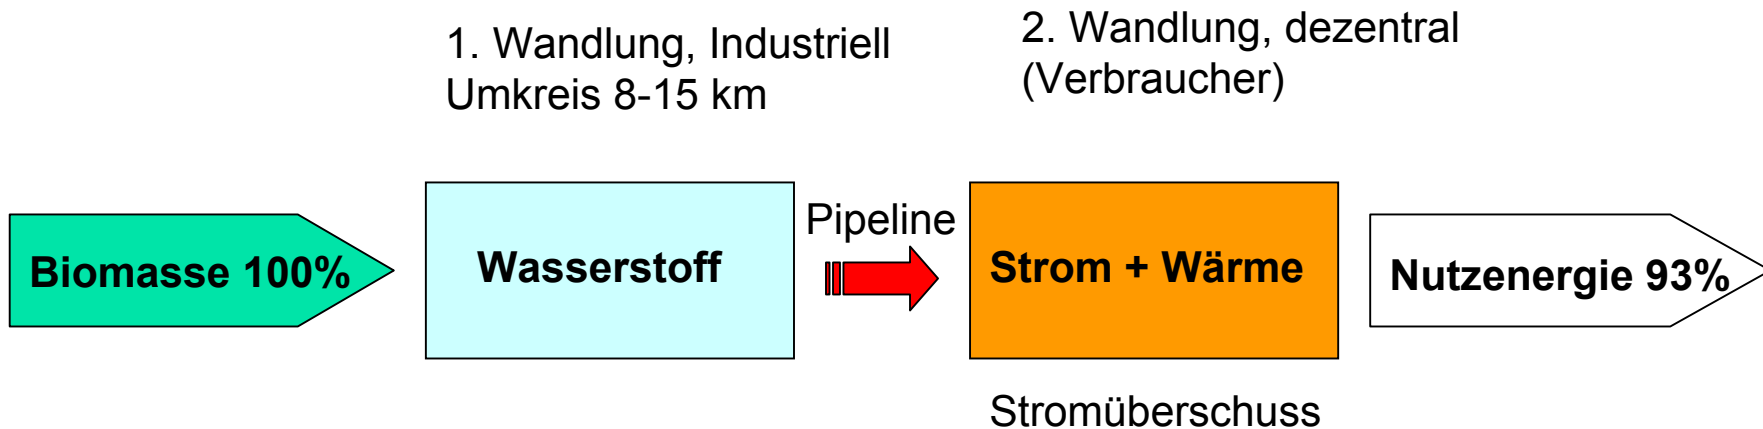 1. Wandlung, Industriell
Umkreis 8-15 km
2. Wandlung, dezentral
(Verbraucher)
Biomasse 100%
Wasserstoff
Pipeline
Strom + Wärme
Nutzenergie 93%
Stromüberschuss